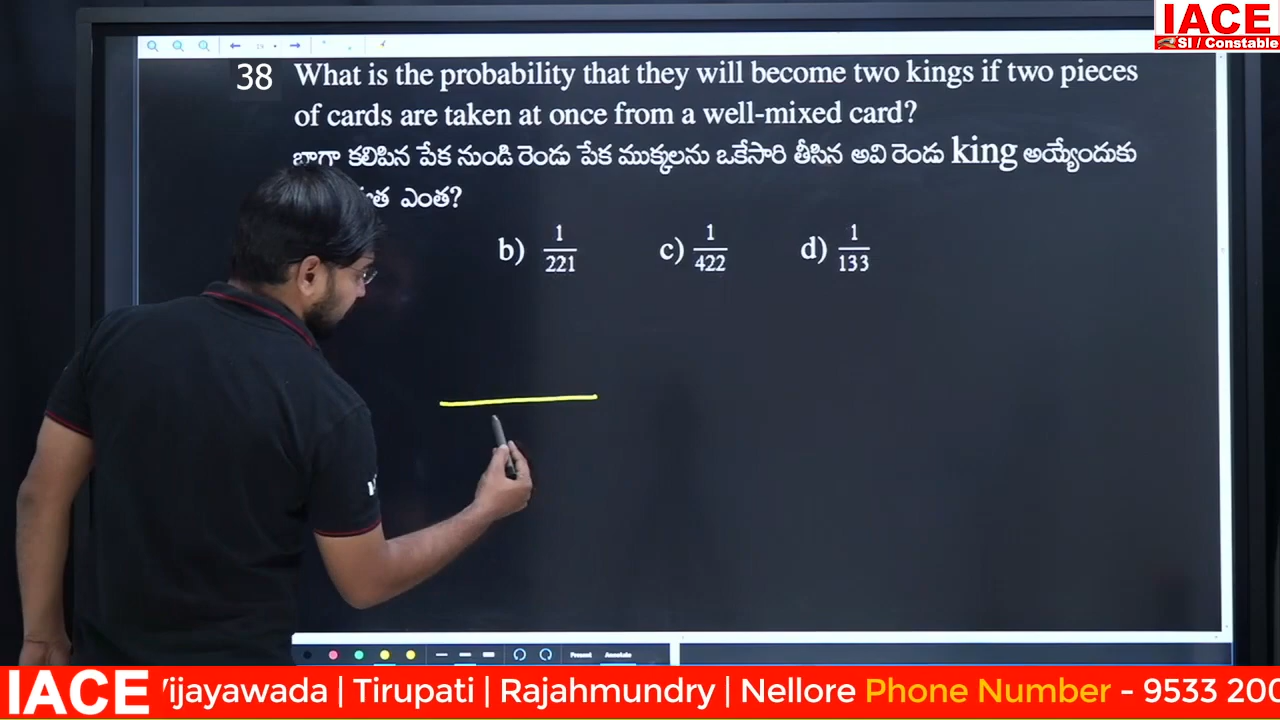 IACE
SI / Constable
38 What is the probability that they will become two kings if two pieces
of cards are taken at once from a well-mixed card?
బాగా కలిపిన పేక నుండి రెండు పేక ముక్కలను ఒకేసారి తీసిన అవి రెండు king అయ్యేందుకు
ఎంత?
b) 1/221 c) 1/422 d) 1/133
Present Annotate
IACE Vijayawada | Tirupati | Rajahmundry | Nellore Phone Number - 9533 200